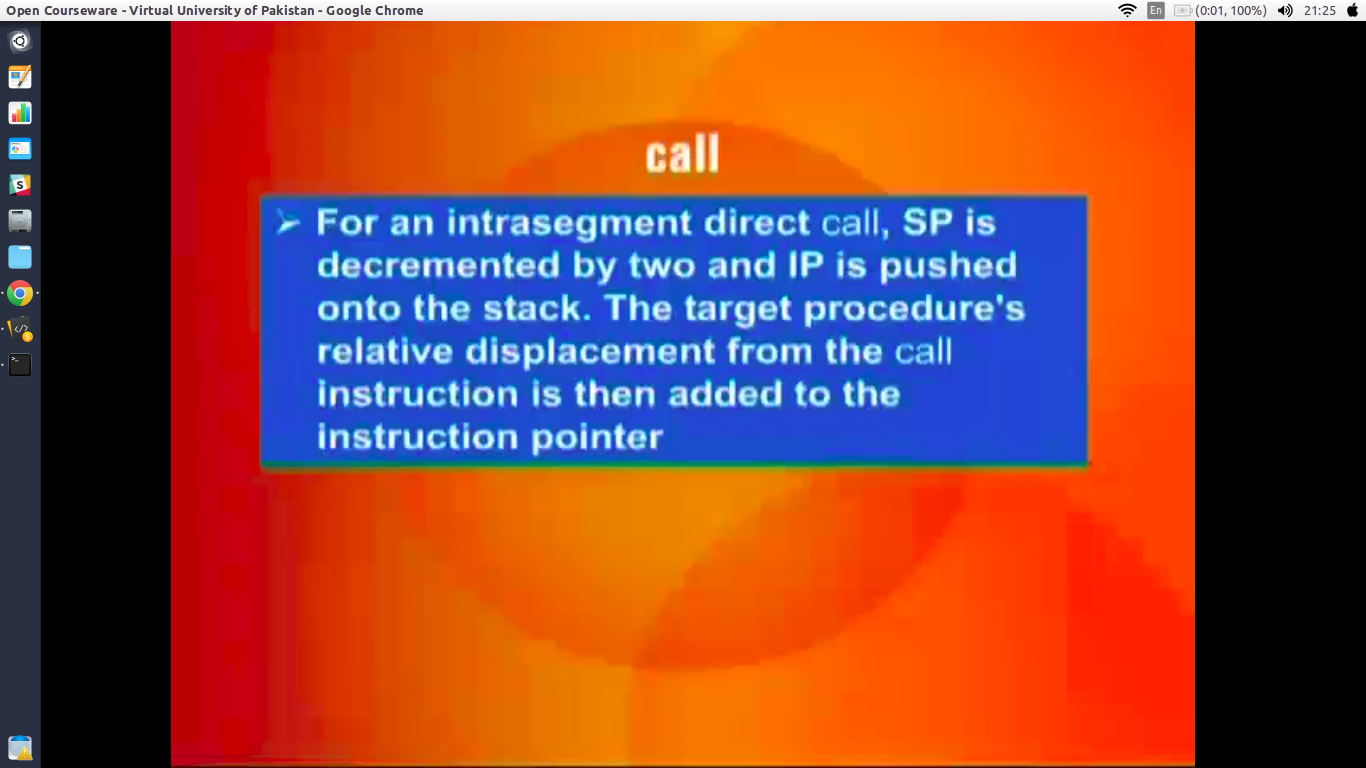 Open Courseware - Virtual University of Pakistan - Google Chrome
En
(0:01, 100%)
21:25
call
➢ For an intrasegment direct call, SP is
decremented by two and IP is pushed
onto the stack. The target procedure's
relative displacement from the call
instruction is then added to the
instruction pointer
S